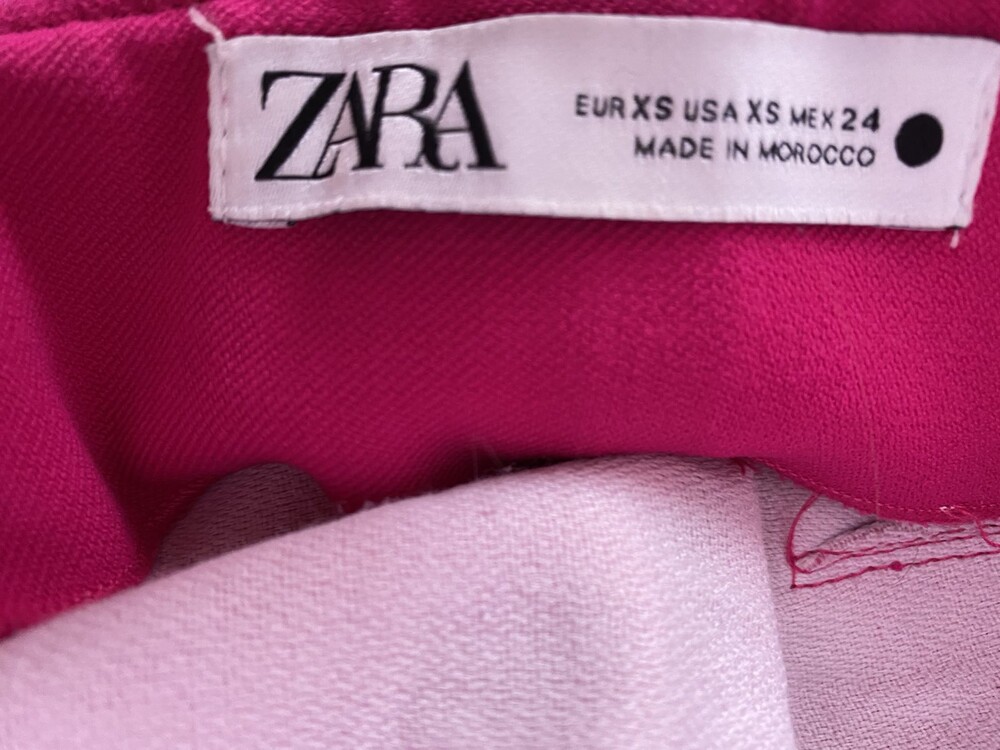 ZARA
EUR XS USA XS MEX 24
MADE IN MOROCCO